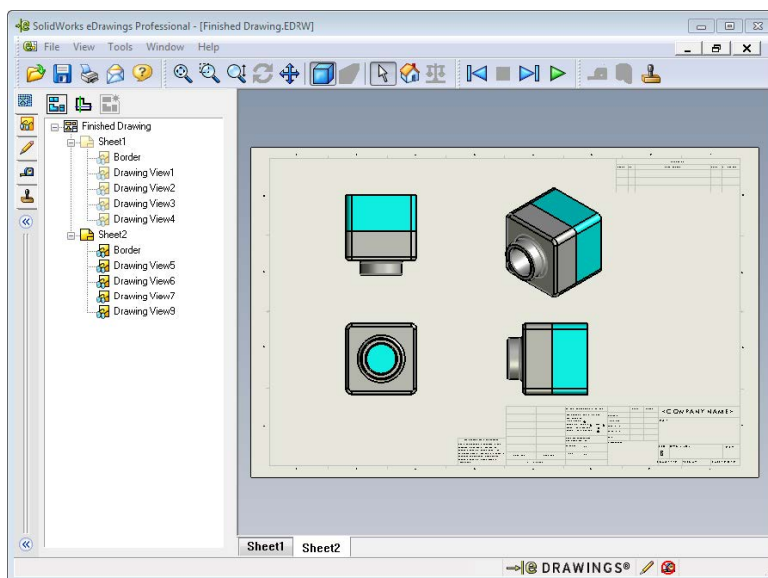 SolidWorks eDrawings Professional - [Finished Drawing.EDRW]
File View Tools Window Help
Finished Drawing
Sheet1
Border
Drawing View1
Drawing View2
Drawing View3
Drawing View4
Sheet2
Border
Drawing View5
Drawing View6
Drawing View7
Drawing View9
<COMPANY NAME>
Sheet1 Sheet2
DRAWINGS®